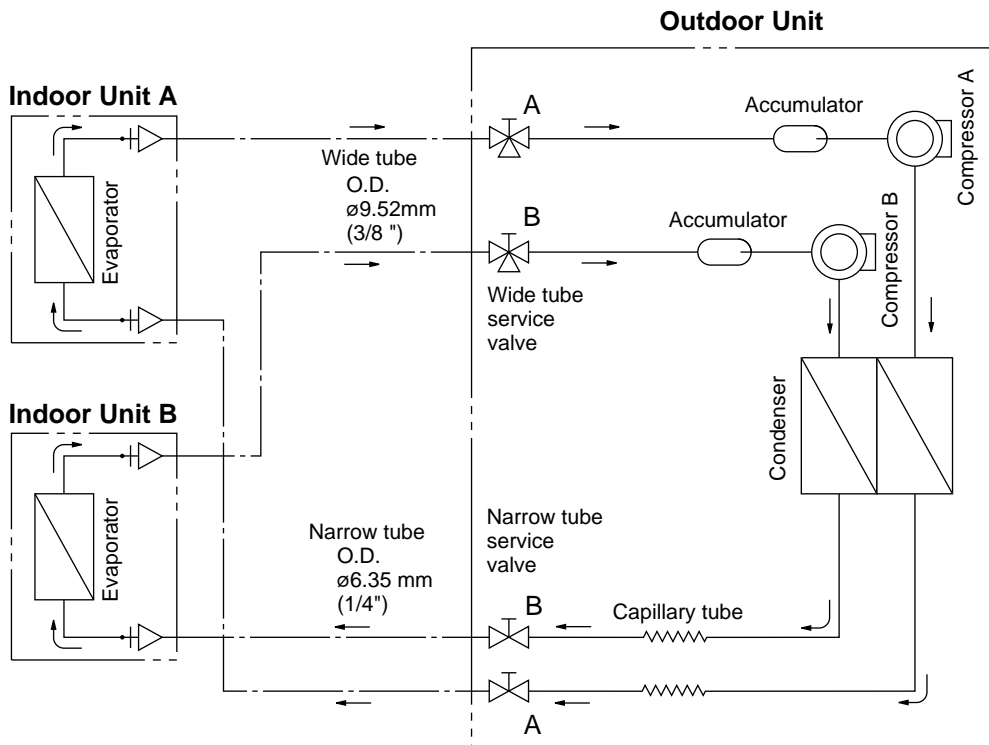 Outdoor Unit
Indoor Unit A
A
Accumulator
Compressor A
Wide tube
O.D.
ø9.52mm
(3/8 ")
Evaporator
B
Accumulator
Compressor B
Wide tube
service
valve
Indoor Unit B
Condenser
Evaporator
Narrow tube
O.D.
ø6.35 mm
(1/4")
Narrow tube
service
valve
B
Capillary tube
A